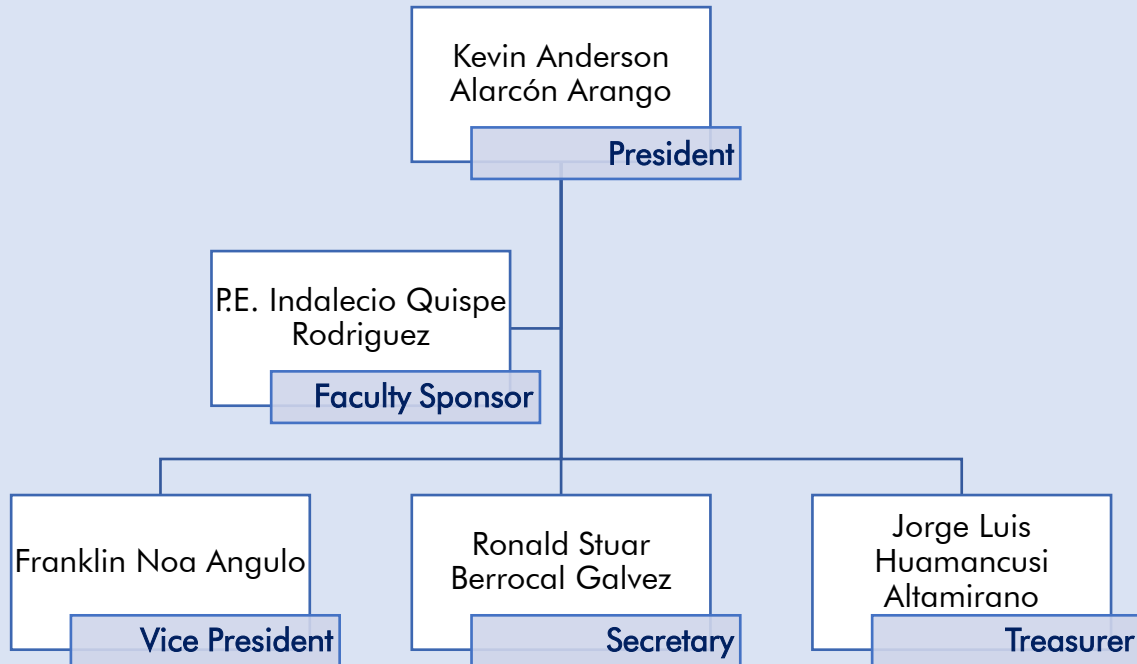 Kevin Anderson
Alarcón Arango
President
P.E. Indalecio Quispe
Rodriguez
Faculty Sponsor
Franklin Noa Angulo
Vice President
Ronald Stuar
Berrocal Galvez
Secretary
Jorge Luis
Huamancusi
Altamirano
Treasurer